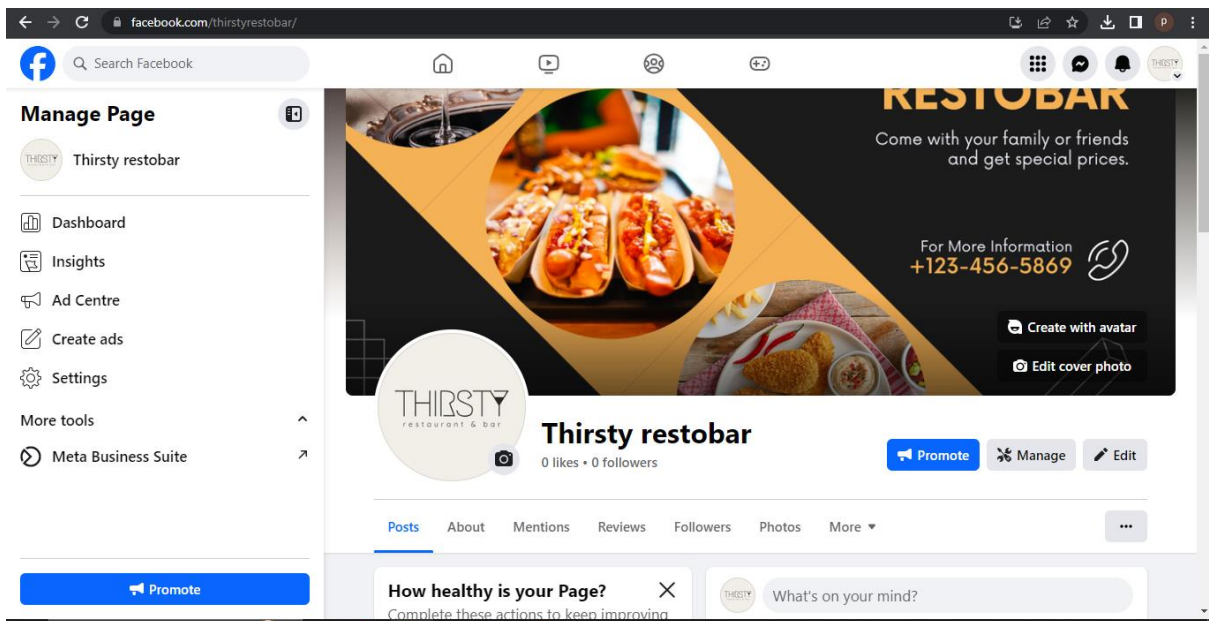 facebook.com/thirstyrestobar/
P
Search Facebook
THIRSTY
Manage Page
THIRSTY
Thirsty restobar
Dashboard
Insights
Ad Centre
Create ads
Settings
More tools
Meta Business Suite
Promote
RESTOBAR
Come with your family or friends
and get special prices.
For More Information
+123-456-5869
Create with avatar
Edit cover photo
THIRSTY
restaurant & bar
Thirsty restobar
0 likes • 0 followers
Promote
Manage
Edit
Posts
About
Mentions
Reviews
Followers
Photos
More
How healthy is your Page?
Complete these actions to keep improving
THIRSTY
What's on your mind?